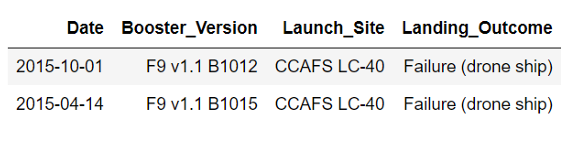 Date Booster_Version Launch_Site Landing_Outcome
2015-10-01 F9 v1.1 B1012 CCAFS LC-40 Failure (drone ship)
2015-04-14 F9 v1.1 B1015 CCAFS LC-40 Failure (drone ship)